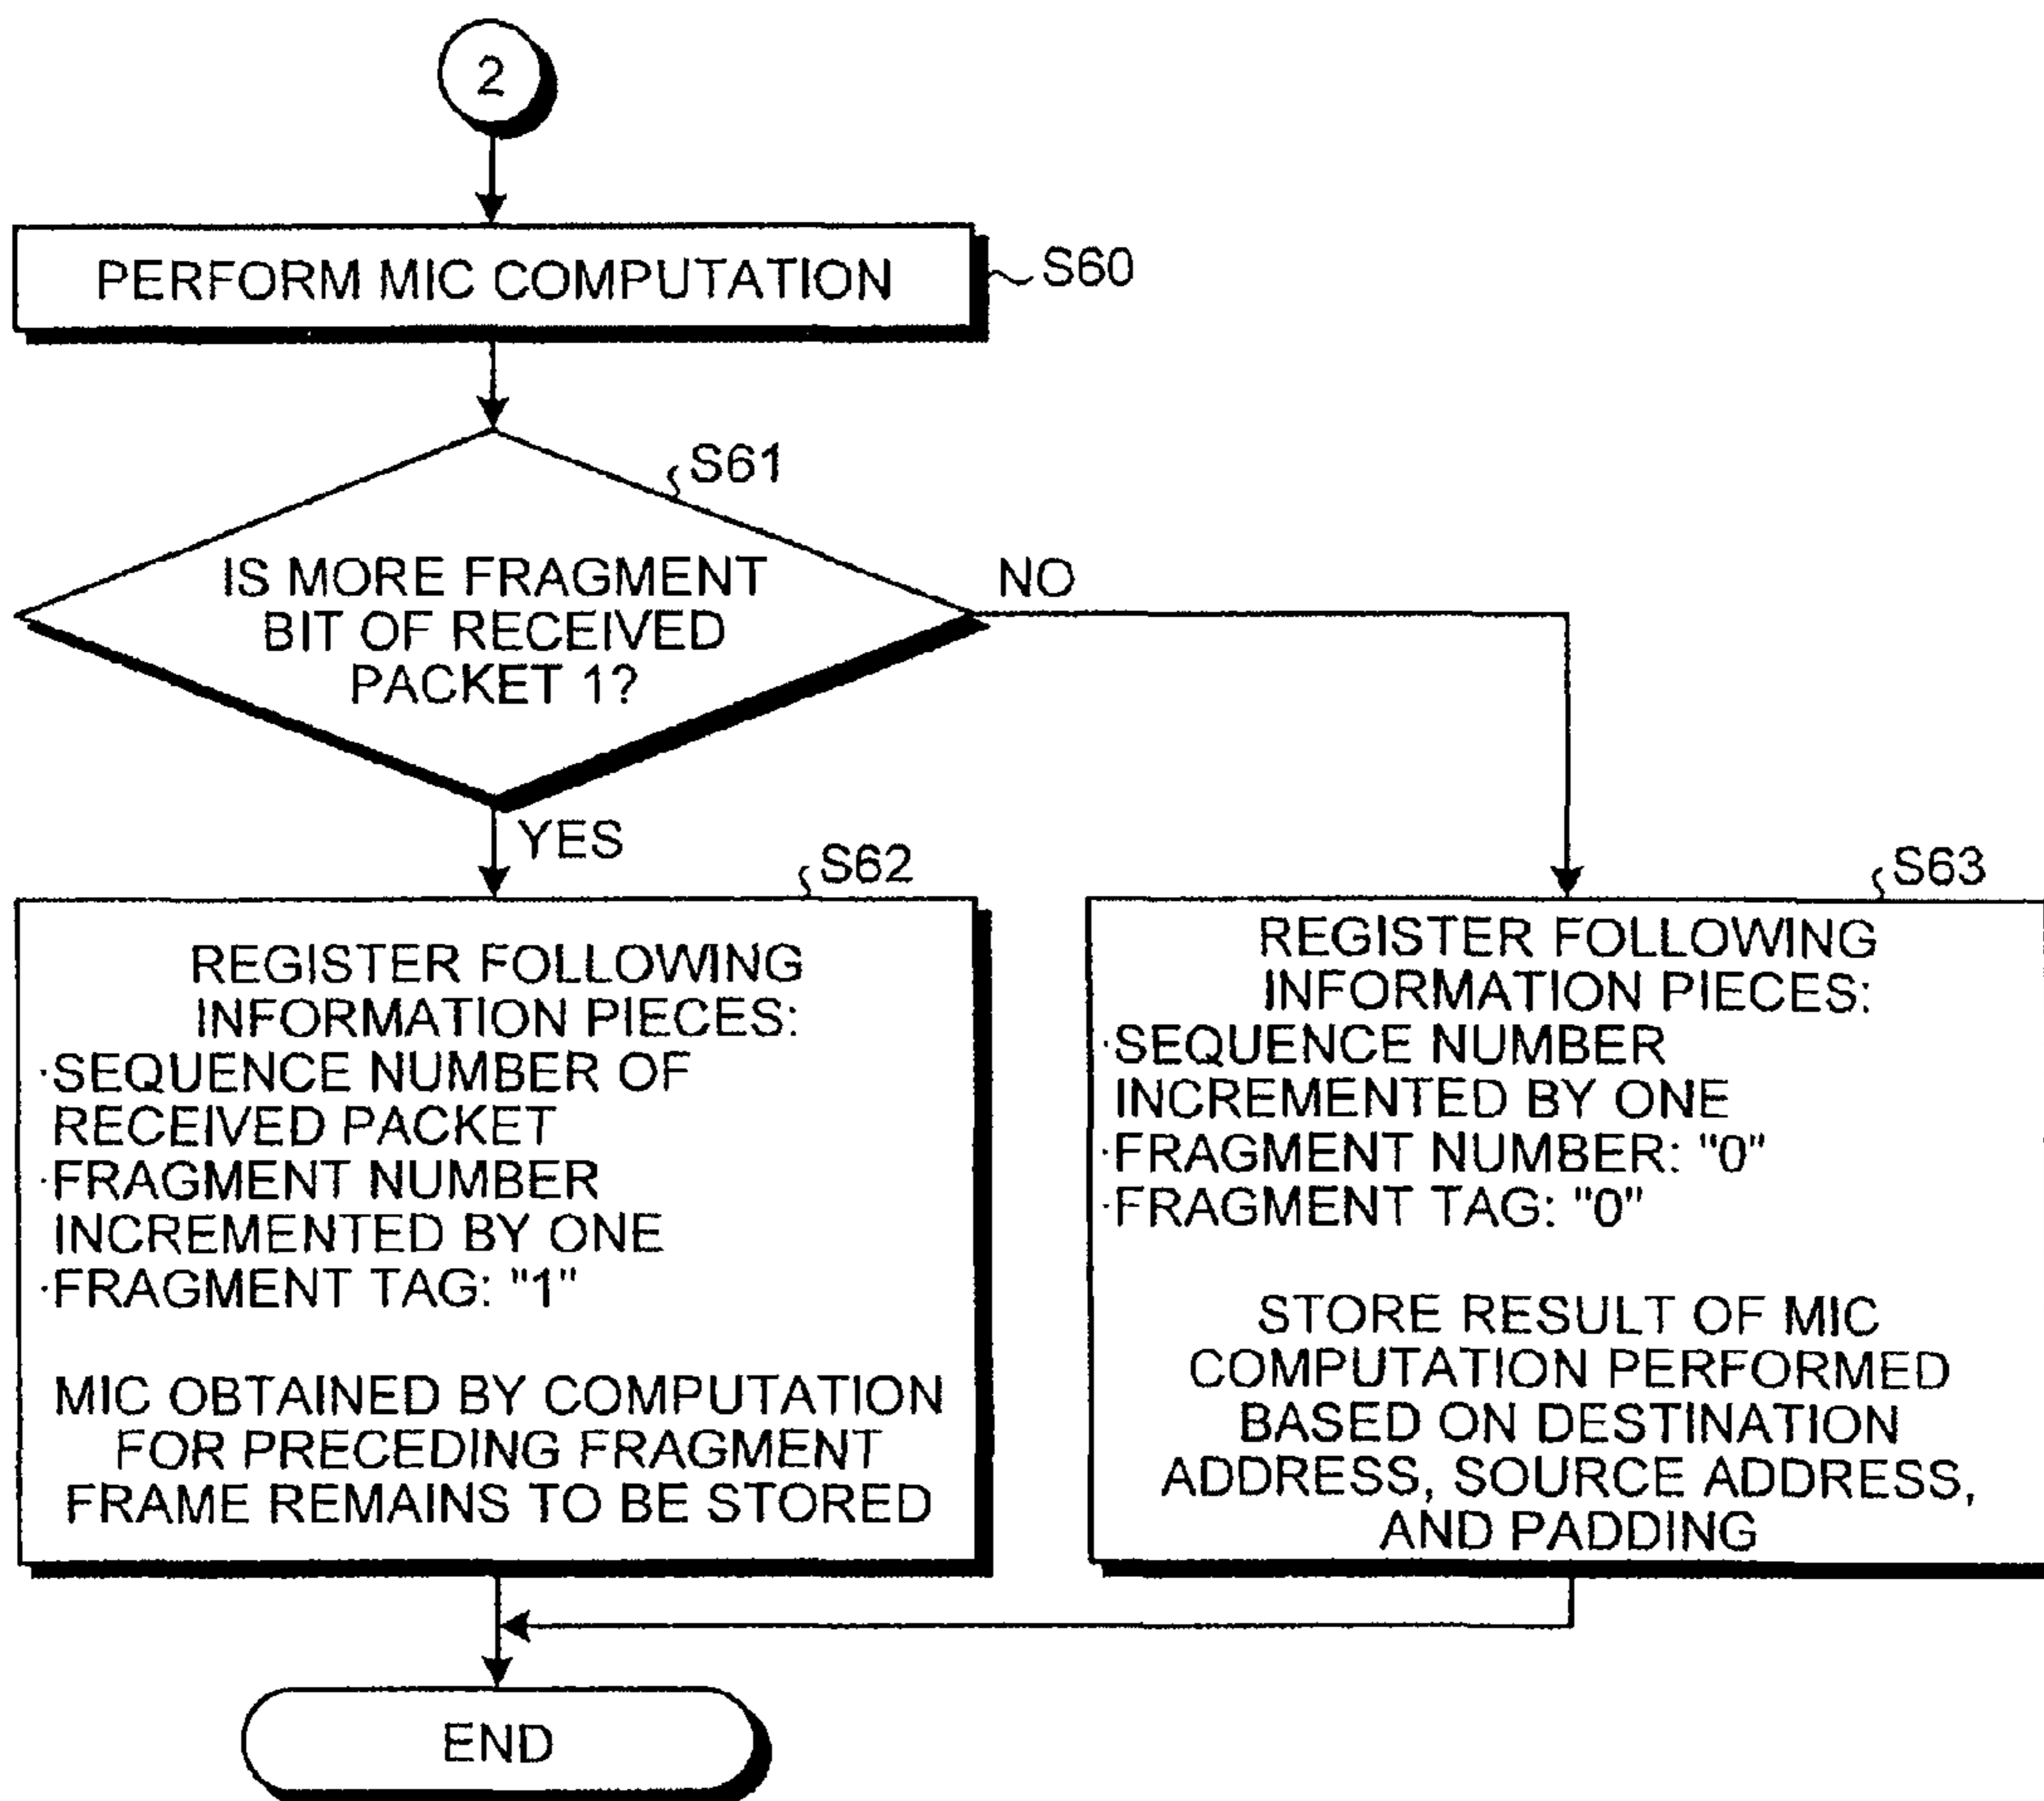 2
PERFORM MIC COMPUTATION
S60
S61
IS MORE FRAGMENT
BIT OF RECEIVED
PACKET 1?
NO
YES
S62
REGISTER FOLLOWING
INFORMATION PIECES:
·SEQUENCE NUMBER OF
RECEIVED PACKET
·FRAGMENT NUMBER
INCREMENTED BY ONE
·FRAGMENT TAG: "1"
MIC OBTAINED BY COMPUTATION
FOR PRECEDING FRAGMENT
FRAME REMAINS TO BE STORED
S63
REGISTER FOLLOWING
INFORMATION PIECES:
·SEQUENCE NUMBER
INCREMENTED BY ONE
·FRAGMENT NUMBER: "0"
·FRAGMENT TAG: "0"
STORE RESULT OF MIC
COMPUTATION PERFORMED
BASED ON DESTINATION
ADDRESS, SOURCE ADDRESS,
AND PADDING
END